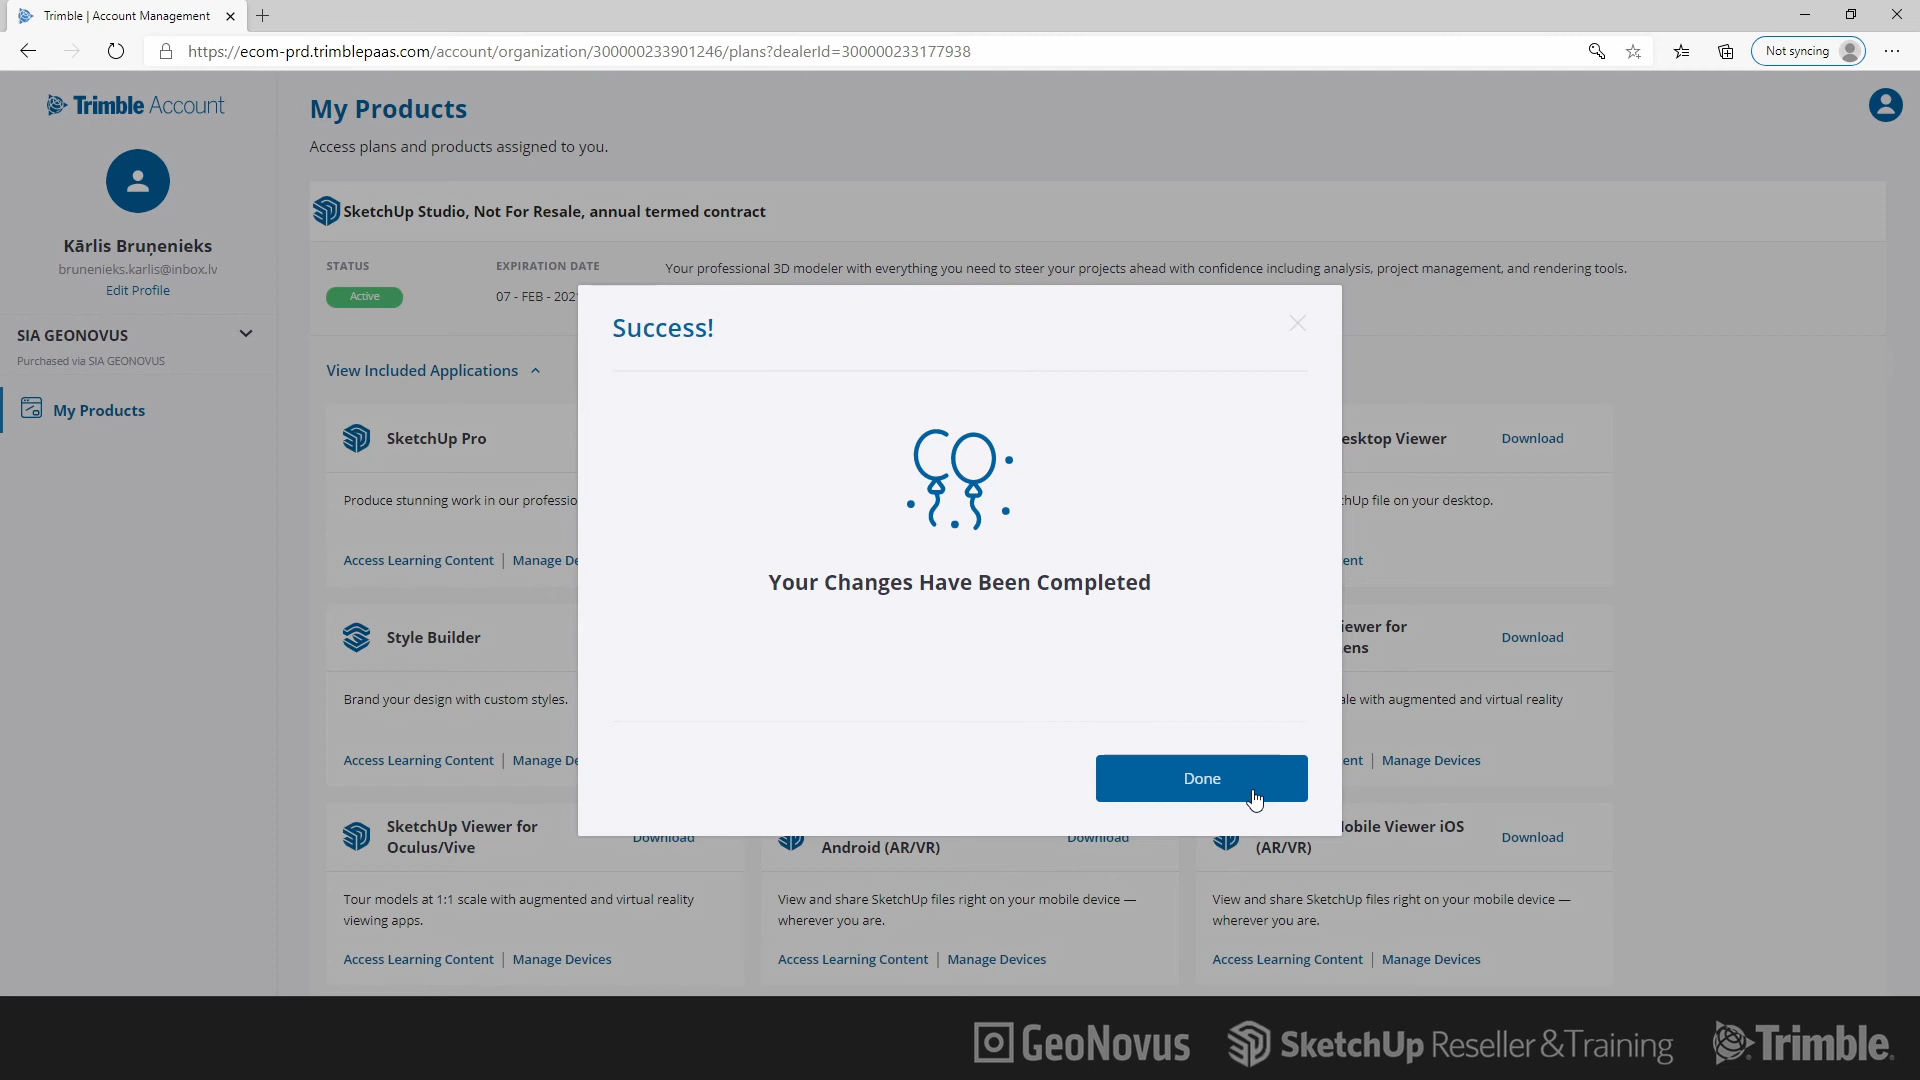 Trimble | Account Management
https://ecom-prd.trimblepaas.com/account/organization/300000233901246/plans?dealerId=300000233177938
Not syncing
Trimble Account
Kārlis Bruņenieks
brunenieks.karlis@inbox.lv
Edit Profile
SIA GEONOVUS
Purchased via SIA GEONOVUS
My Products
My Products
Access plans and products assigned to you.
SketchUp Studio, Not For Resale, annual termed contract
STATUS
Active
EXPIRATION DATE
07 - FEB - 202
Your professional 3D modeler with everything you need to steer your projects ahead with confidence including analysis, project management, and rendering tools.
View Included Applications
SketchUp Pro
Produce stunning work in our professio
Access Learning Content | Manage De
esktop Viewer
Download
hUp file on your desktop.
ent
Style Builder
Brand your design with custom styles.
Access Learning Content | Manage De
iewer for
ens
Download
ale with augmented and virtual reality
ent | Manage Devices
SketchUp Viewer for
Oculus/Vive
Download
Tour models at 1:1 scale with augmented and virtual reality
viewing apps.
Access Learning Content | Manage Devices
Android (AR/VR)
Download
View and share SketchUp files right on your mobile device —
wherever you are.
Access Learning Content | Manage Devices
obile Viewer iOS
(AR/VR)
Download
View and share SketchUp files right on your mobile device —
wherever you are.
Access Learning Content | Manage Devices
Success!
Your Changes Have Been Completed
Done
GeoNovus
SketchUp Reseller & Training
Trimble